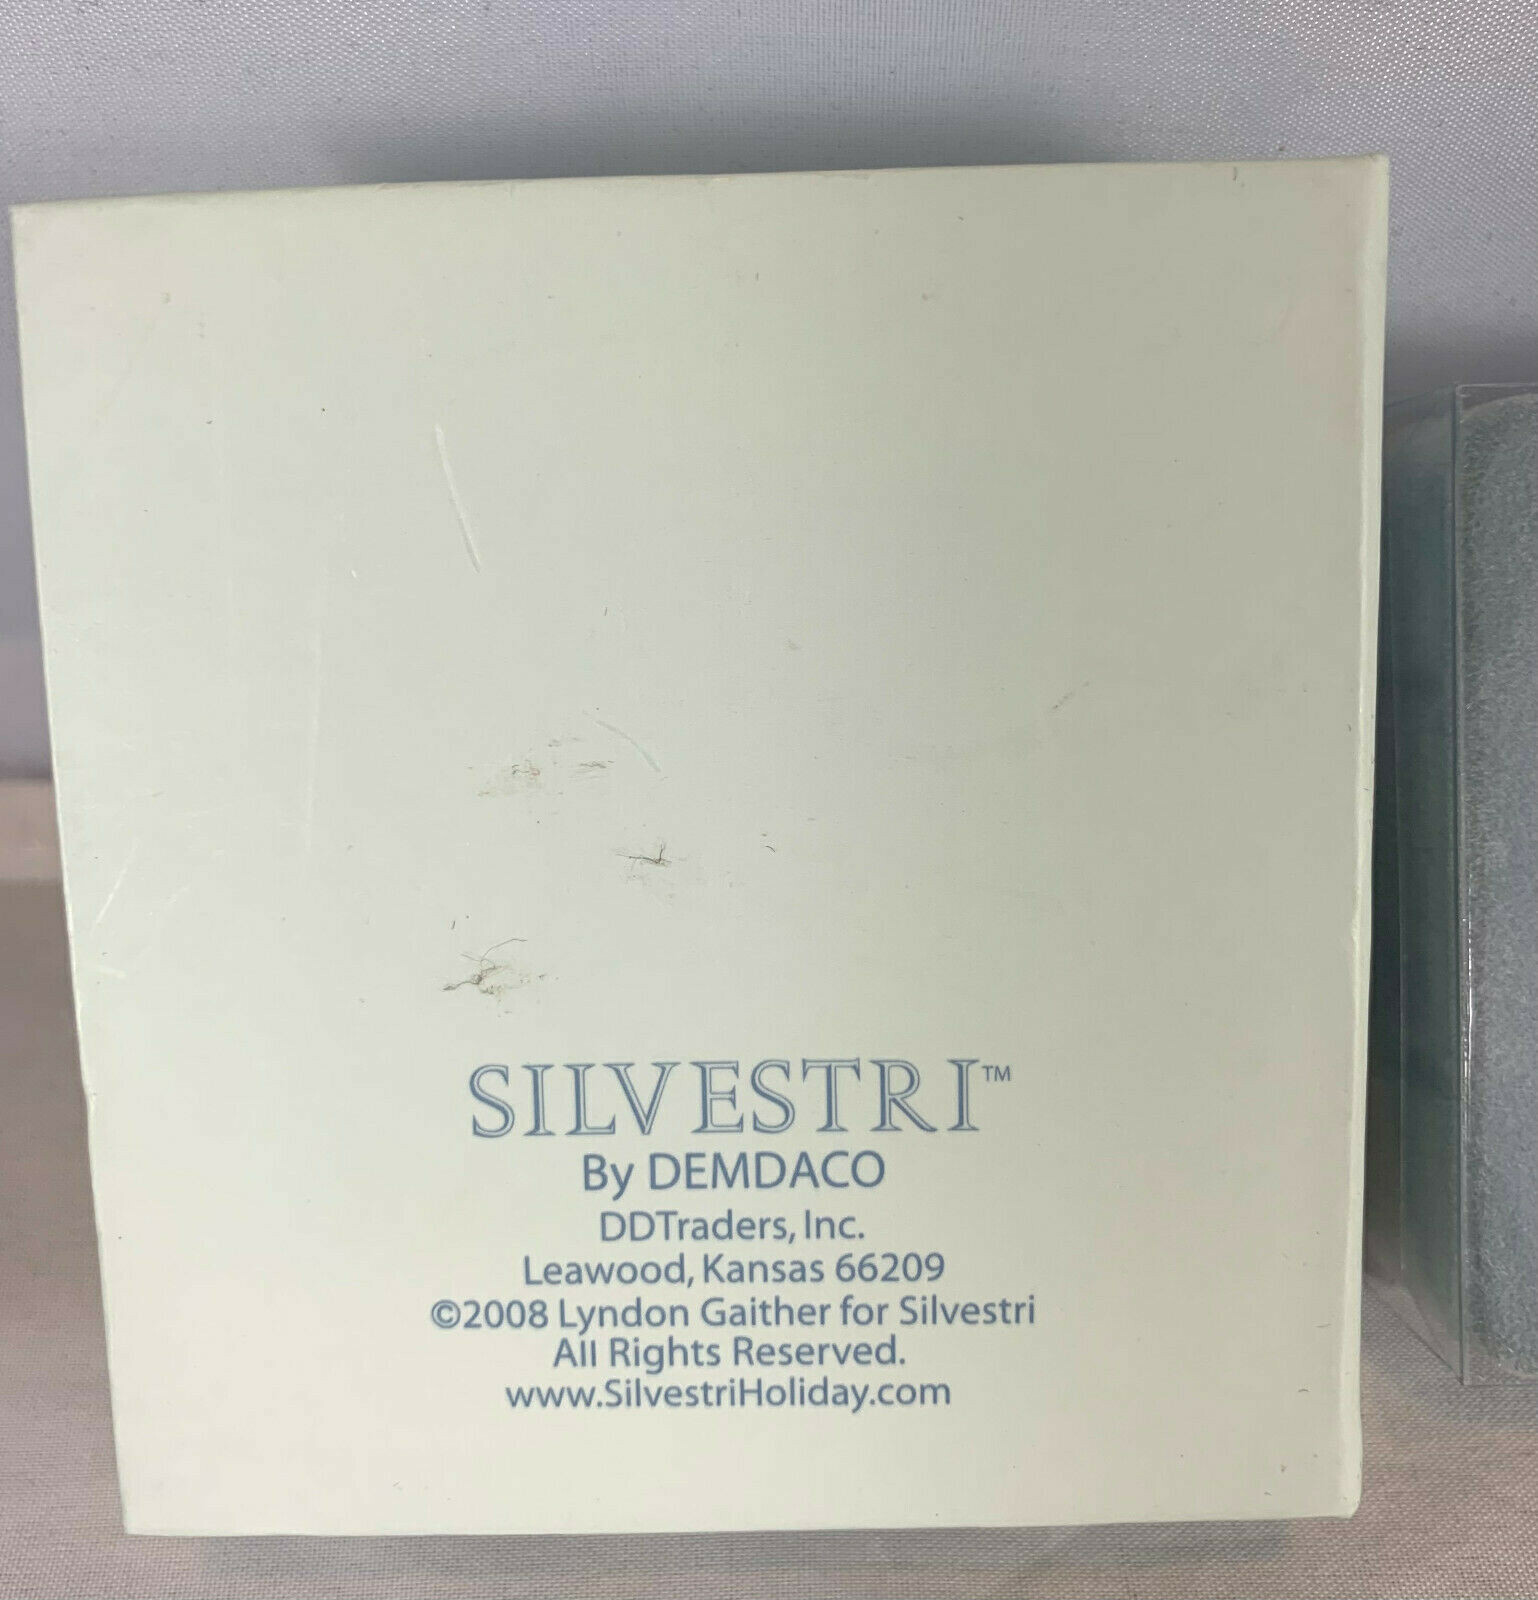 SILVESTRI™
By DEMDACO
DDTraders, Inc.
Leawood, Kansas 66209
©2008 Lyndon Gaither for Silvestri
All Rights Reserved.
www.SilvestriHoliday.com